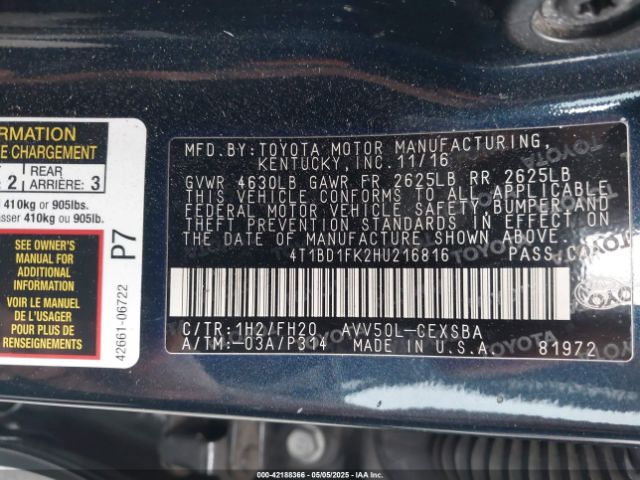 RMATION
E CHARGEMENT
2 REAR
ARRIÈRE: 3
410kg or 905lbs.
asser 410kg ou 905lb.
SEE OWNER'S
MANUAL FOR
ADDITIONAL
INFORMATION
VOIR LE MANUEL
DE L'USAGER
POUR PLUS DE
RENSEIGNEMENTS
P7
42661-06722
MFD.BY:TOYOTA MOTOR MANUFACTURING,
KENTUCKY, INC. 11/16
GVWR 4630LB GAWR FR 2625LB RR 2625LB
THIS VEHICLE CONFORMS TO ALL APPLICABLE
FEDERAL MOTOR VEHICLE SAFETY, BUMPER AND
THEFT PREVENTION STANDARDS IN EFFECT ON
THE DATE OF MANUFACTURE SHOWN ABOVE.
4T1BD1FK2HU216816 PASS.CAR
C/TR:1H2/FH20 AVV50L-CEXSBA
A/TM:-03A/P314 MADE IN U.S.A. 81972
000-42188366 - 05/05/2025 - IAAI.COM